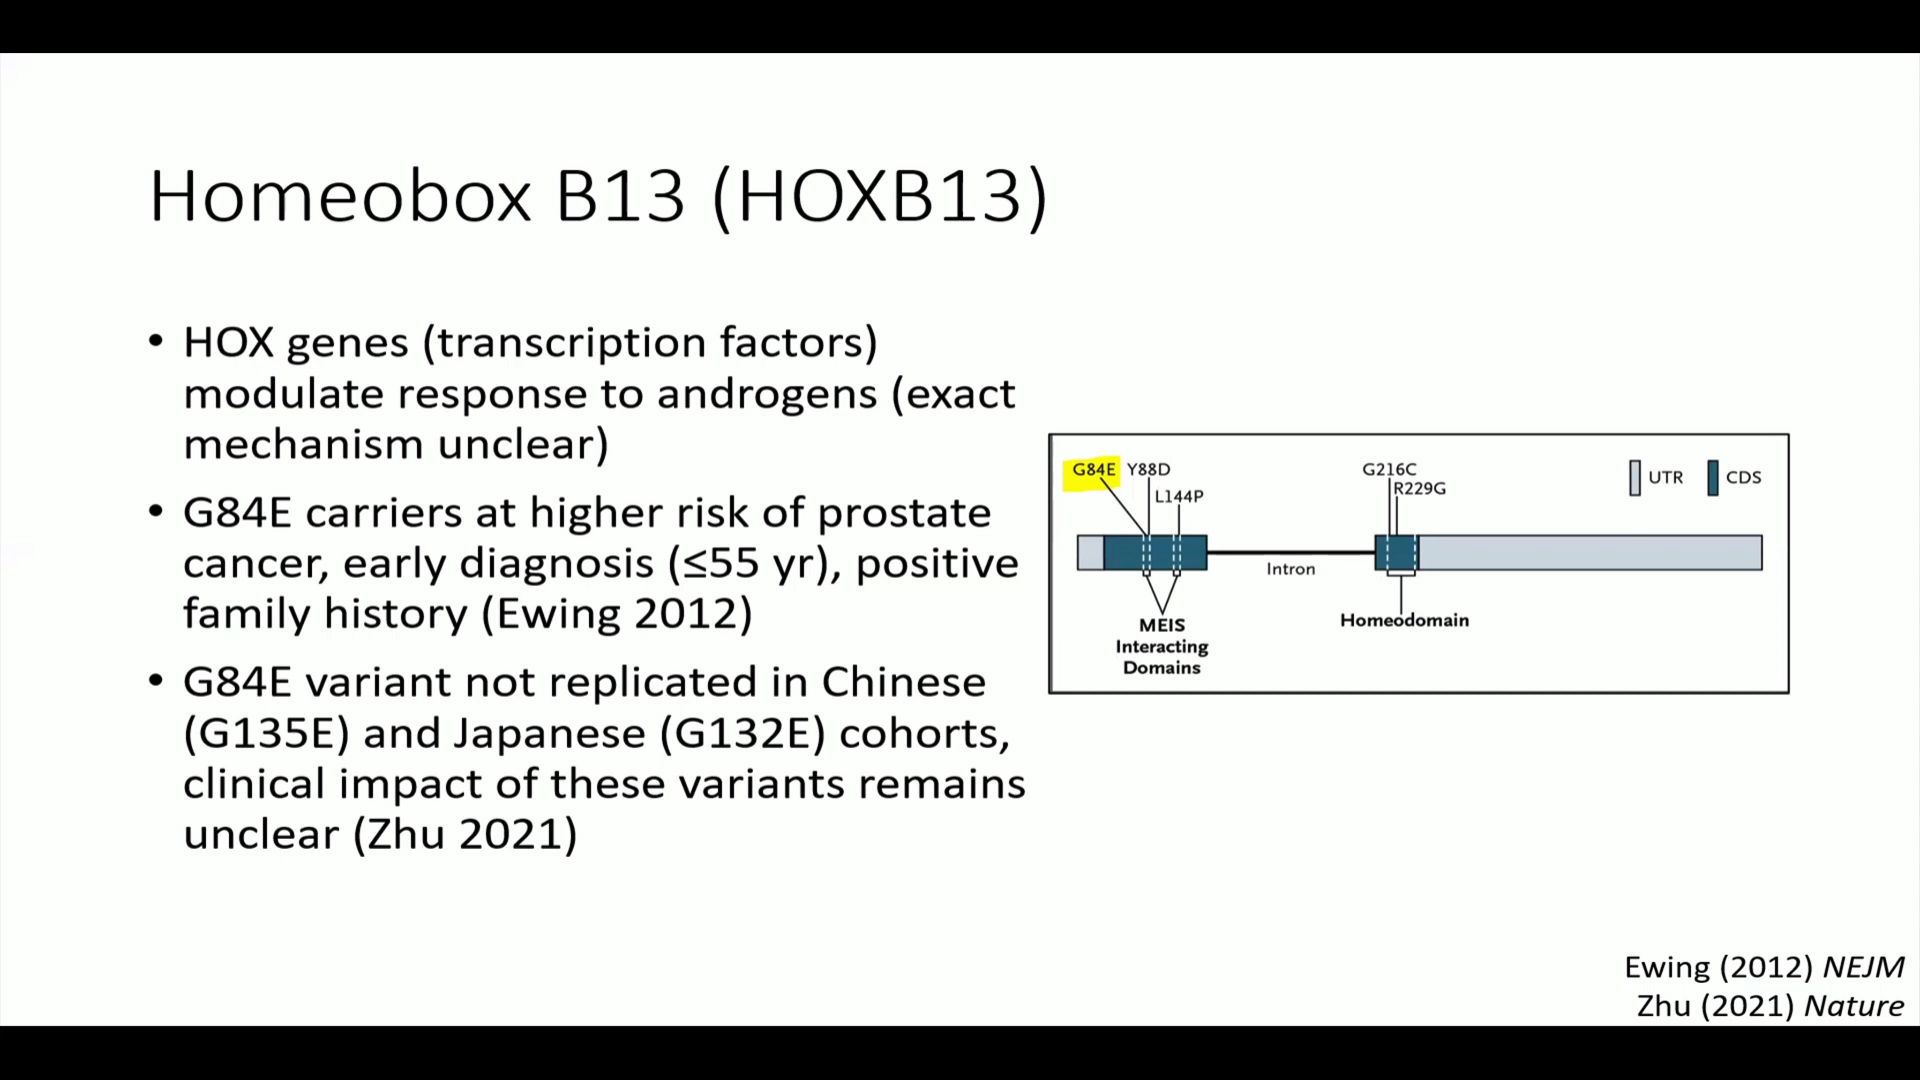 Homeobox B13 (HOXB13)
• HOX genes (transcription factors)
modulate response to androgens (exact
mechanism unclear)
• G84E carriers at higher risk of prostate
cancer, early diagnosis (≤55 yr), positive
family history (Ewing 2012)
• G84E variant not replicated in Chinese
(G135E) and Japanese (G132E) cohorts,
clinical impact of these variants remains
unclear (Zhu 2021)
G84E Y88D
L144P
G216C
R229G
UTR CDS
Intron
MEIS
Interacting
Domains
Homeodomain
Ewing (2012) NEJM
Zhu (2021) Nature